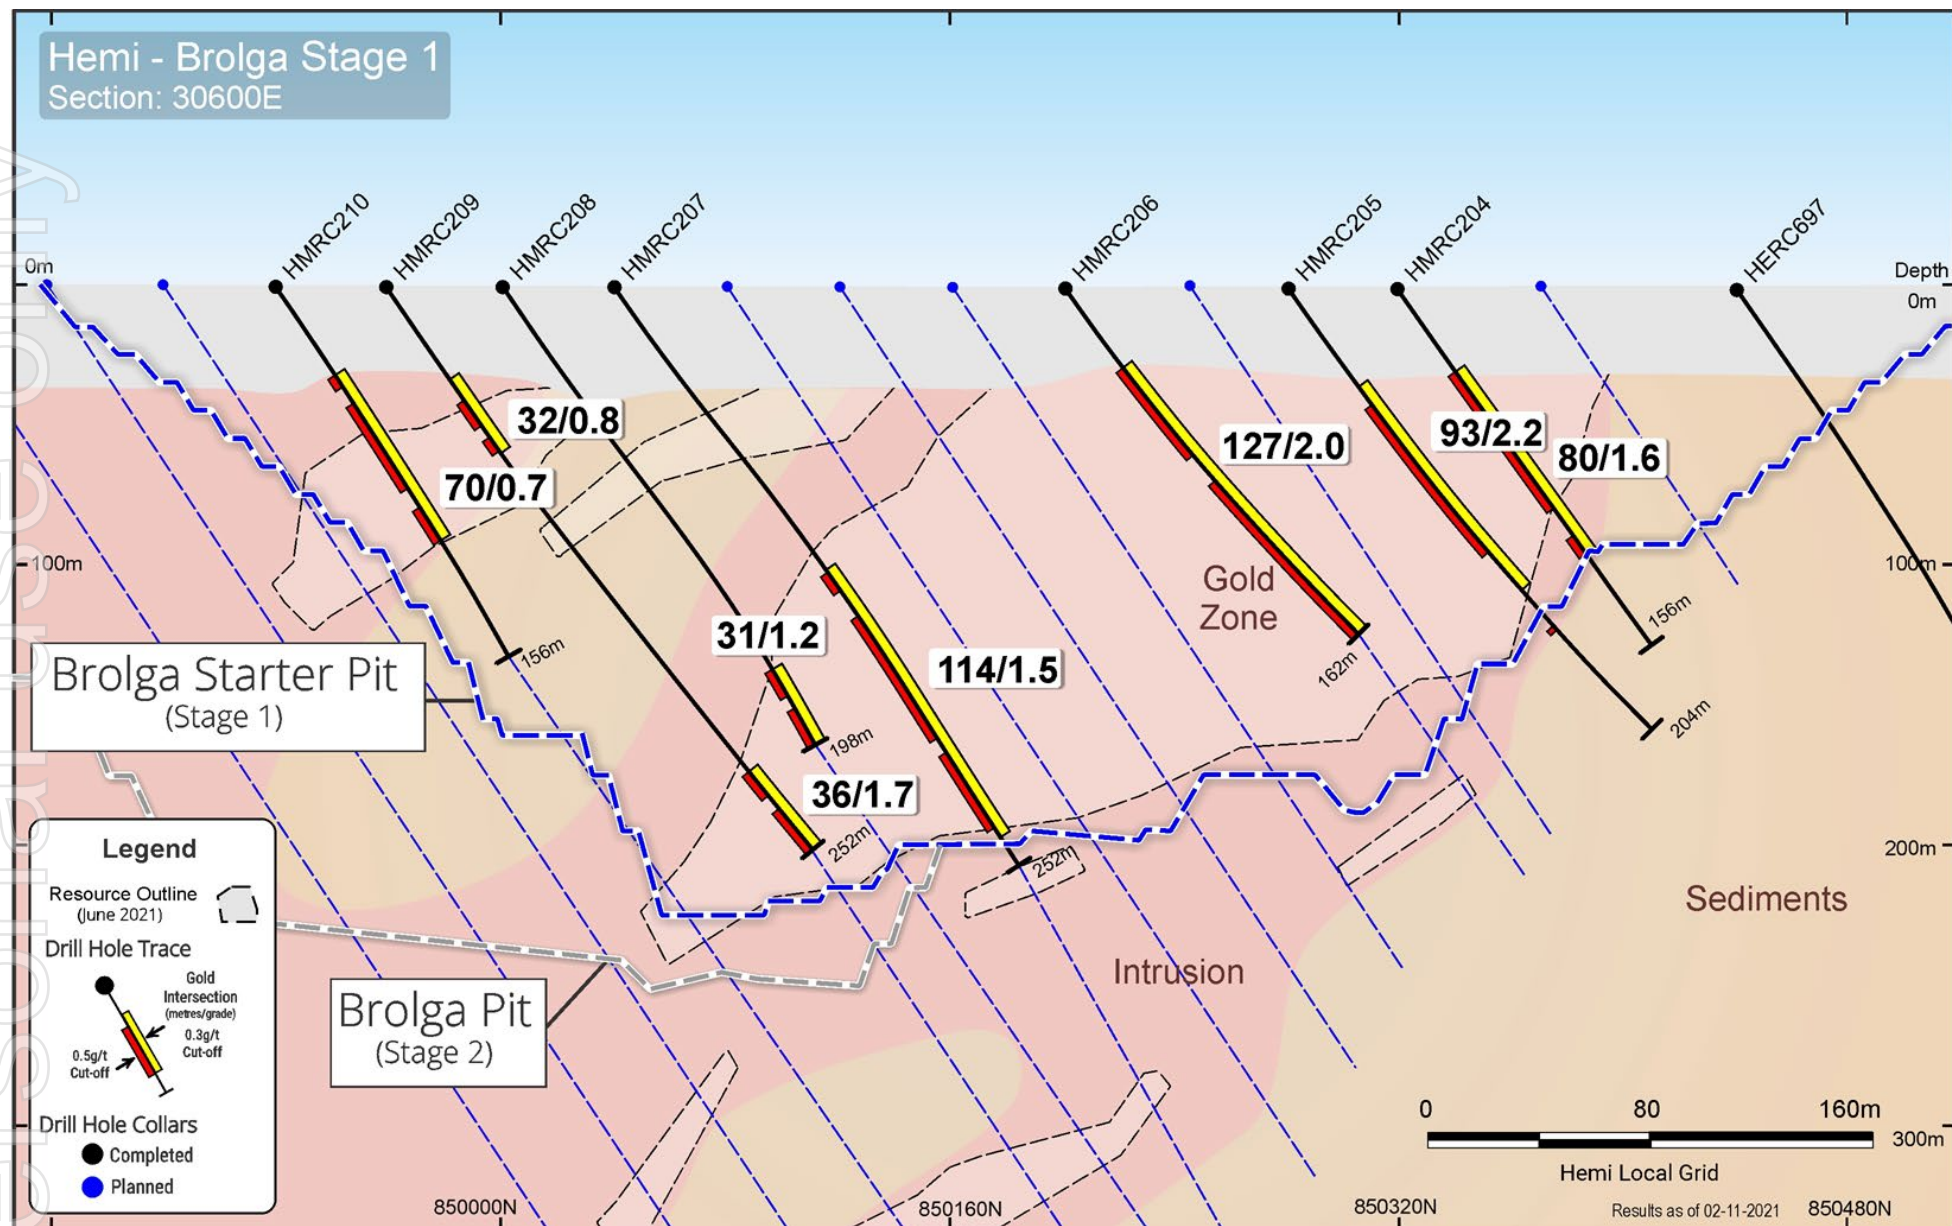 Hemi - Brolga Stage 1
Section: 30600E
HMRC210
HMRC209
HMRC208
HMRC207
HMRC206
HMRC205
HMRC204
HERC697
0m
Depth
0m
32/0.8
70/0.7
127/2.0
93/2.2
80/1.6
100m
100m
Gold
Zone
31/1.2
114/1.5
156m
156m
162m
204m
198m
Brolga Starter Pit
(Stage 1)
36/1.7
252m
252m
200m
Legend
Resource Outline
(June 2021)
Drill Hole Trace
Gold
Intersection
(metres/grade)
0.3g/t
Cut-off
0.5g/t
Cut-off
Drill Hole Collars
Completed
Planned
Brolga Pit
(Stage 2)
Intrusion
Sediments
0 80 160m
300m
Hemi Local Grid
850000N
850160N
850320N
850480N
Results as of 02-11-2021